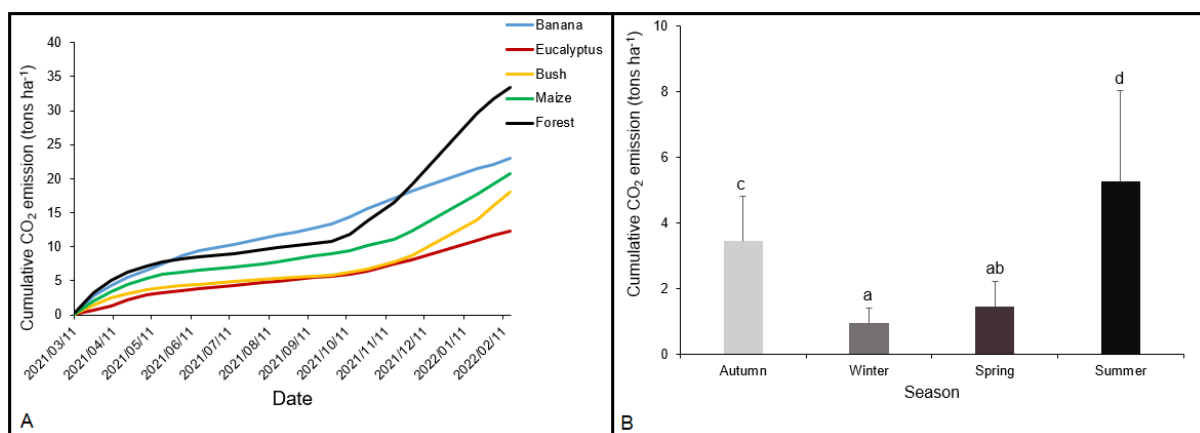 Banana
Eucalyptus
Bush
Maize
Forest
Cumulative CO₂ emission (tons ha⁻¹)
40
35
30
25
20
15
10
5
0
2021/03/11
2021/04/11
2021/05/11
2021/06/11
2021/07/11
2021/08/11
2021/09/11
2021/10/11
2021/11/11
2021/12/11
2022/01/11
2022/02/11
Date
A
Cumulative CO₂ emission (tons ha⁻¹)
10
8
6
4
2
0
c
a
ab
d
Autumn
Winter
Spring
Summer
Season
B